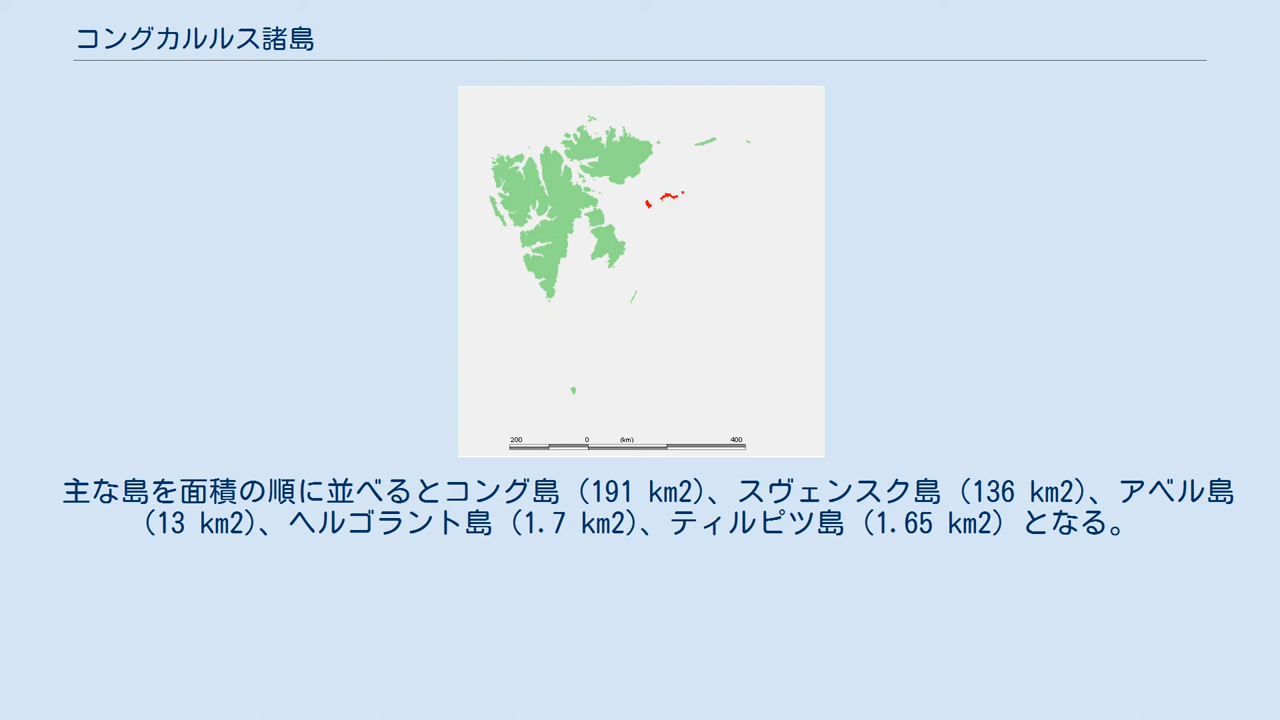 コングカルルス諸島
200 0 (km) 400
主な島を面積の順に並べるとコング島 (191 km2)、スヴェンスク島 (136 km2)、アベル島
(13 km2)、ヘルゴラント島 (1.7 km2)、ティルピツ島 (1.65 km2) となる。